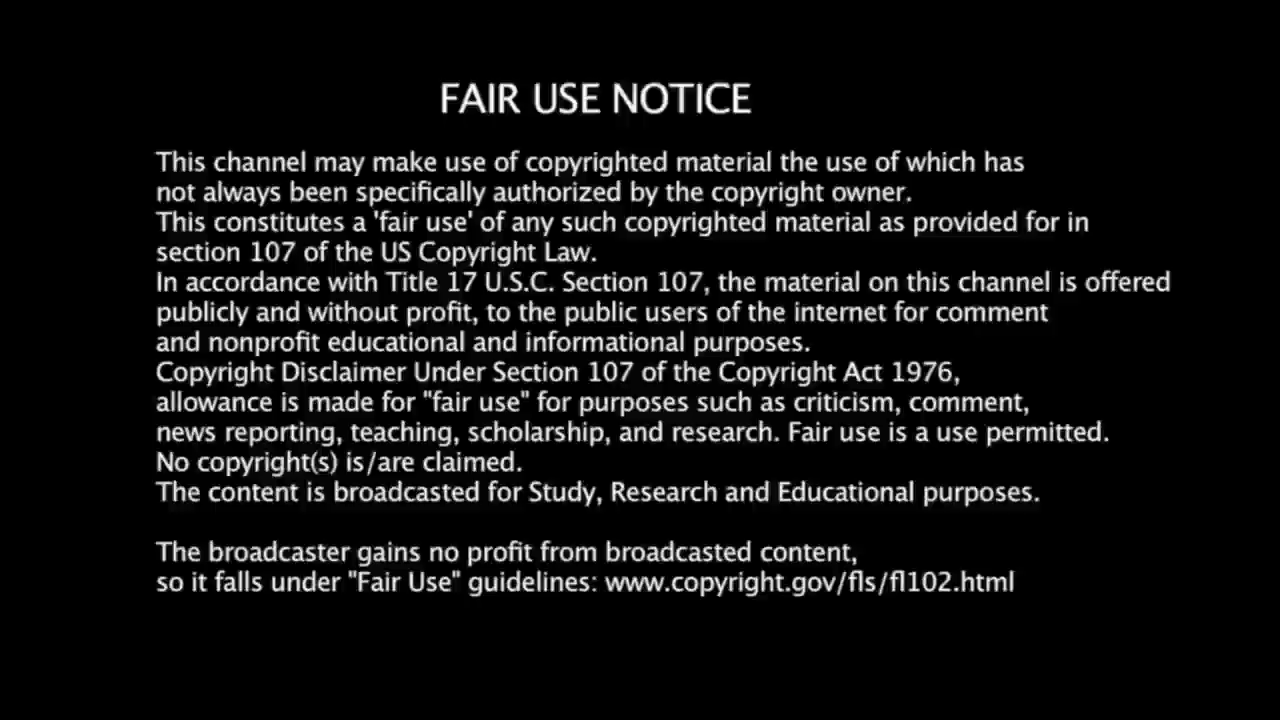 FAIR USE NOTICE
This channel may make use of copyrighted material the use of which has
not always been specifically authorized by the copyright owner.
This constitutes a 'fair use' of any such copyrighted material as provided for in
section 107 of the US Copyright Law.
In accordance with Title 17 U.S.C. Section 107, the material on this channel is offered
publicly and without profit, to the public users of the internet for comment
and nonprofit educational and informational purposes.
Copyright Disclaimer Under Section 107 of the Copyright Act 1976,
allowance is made for "fair use" for purposes such as criticism, comment,
news reporting, teaching, scholarship, and research. Fair use is a use permitted.
No copyright(s) is/are claimed.
The content is broadcasted for Study, Research and Educational purposes.
The broadcaster gains no profit from broadcasted content,
so it falls under "Fair Use" guidelines: www.copyright.gov/fls/fl102.html